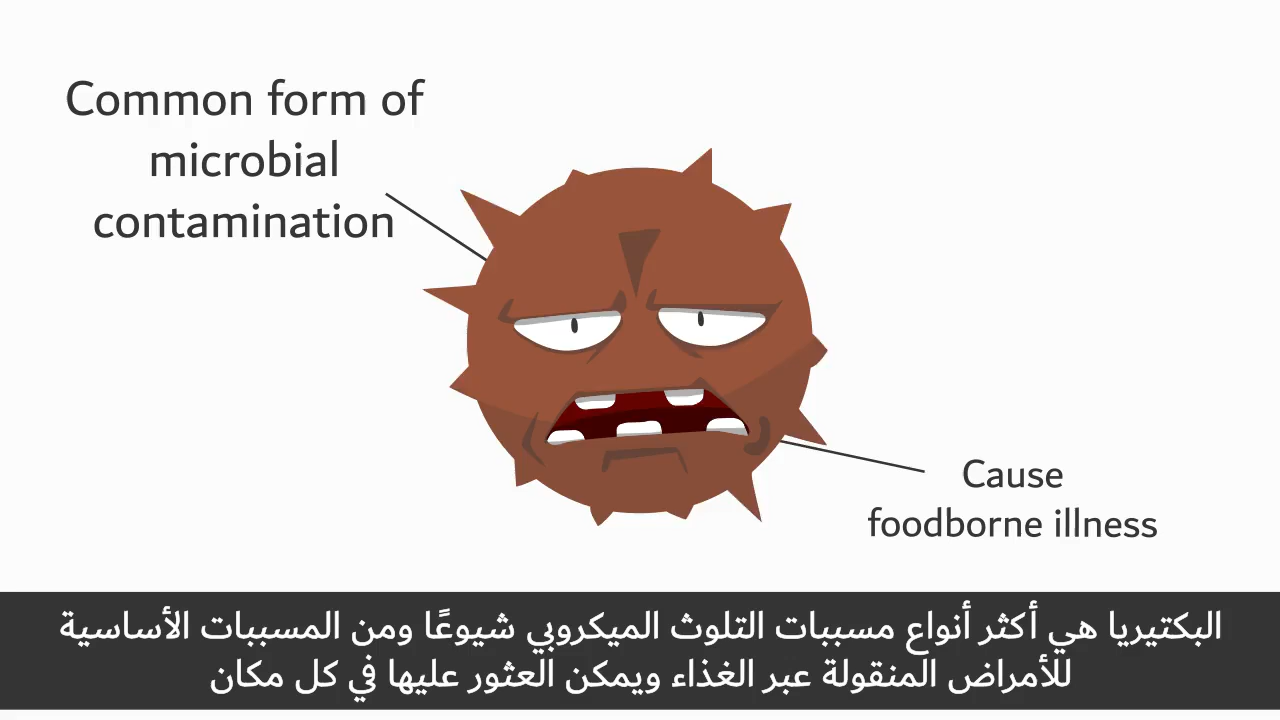 Common form of
microbial
contamination
Cause
foodborne illness
البكتيريا هي أكثر أنواع مسببات التلوث الميكروبي شيوعًا ومن المسببات الأساسية
للأمراض المنقولة عبر الغذاء ويمكن العثور عليها في كل مكان